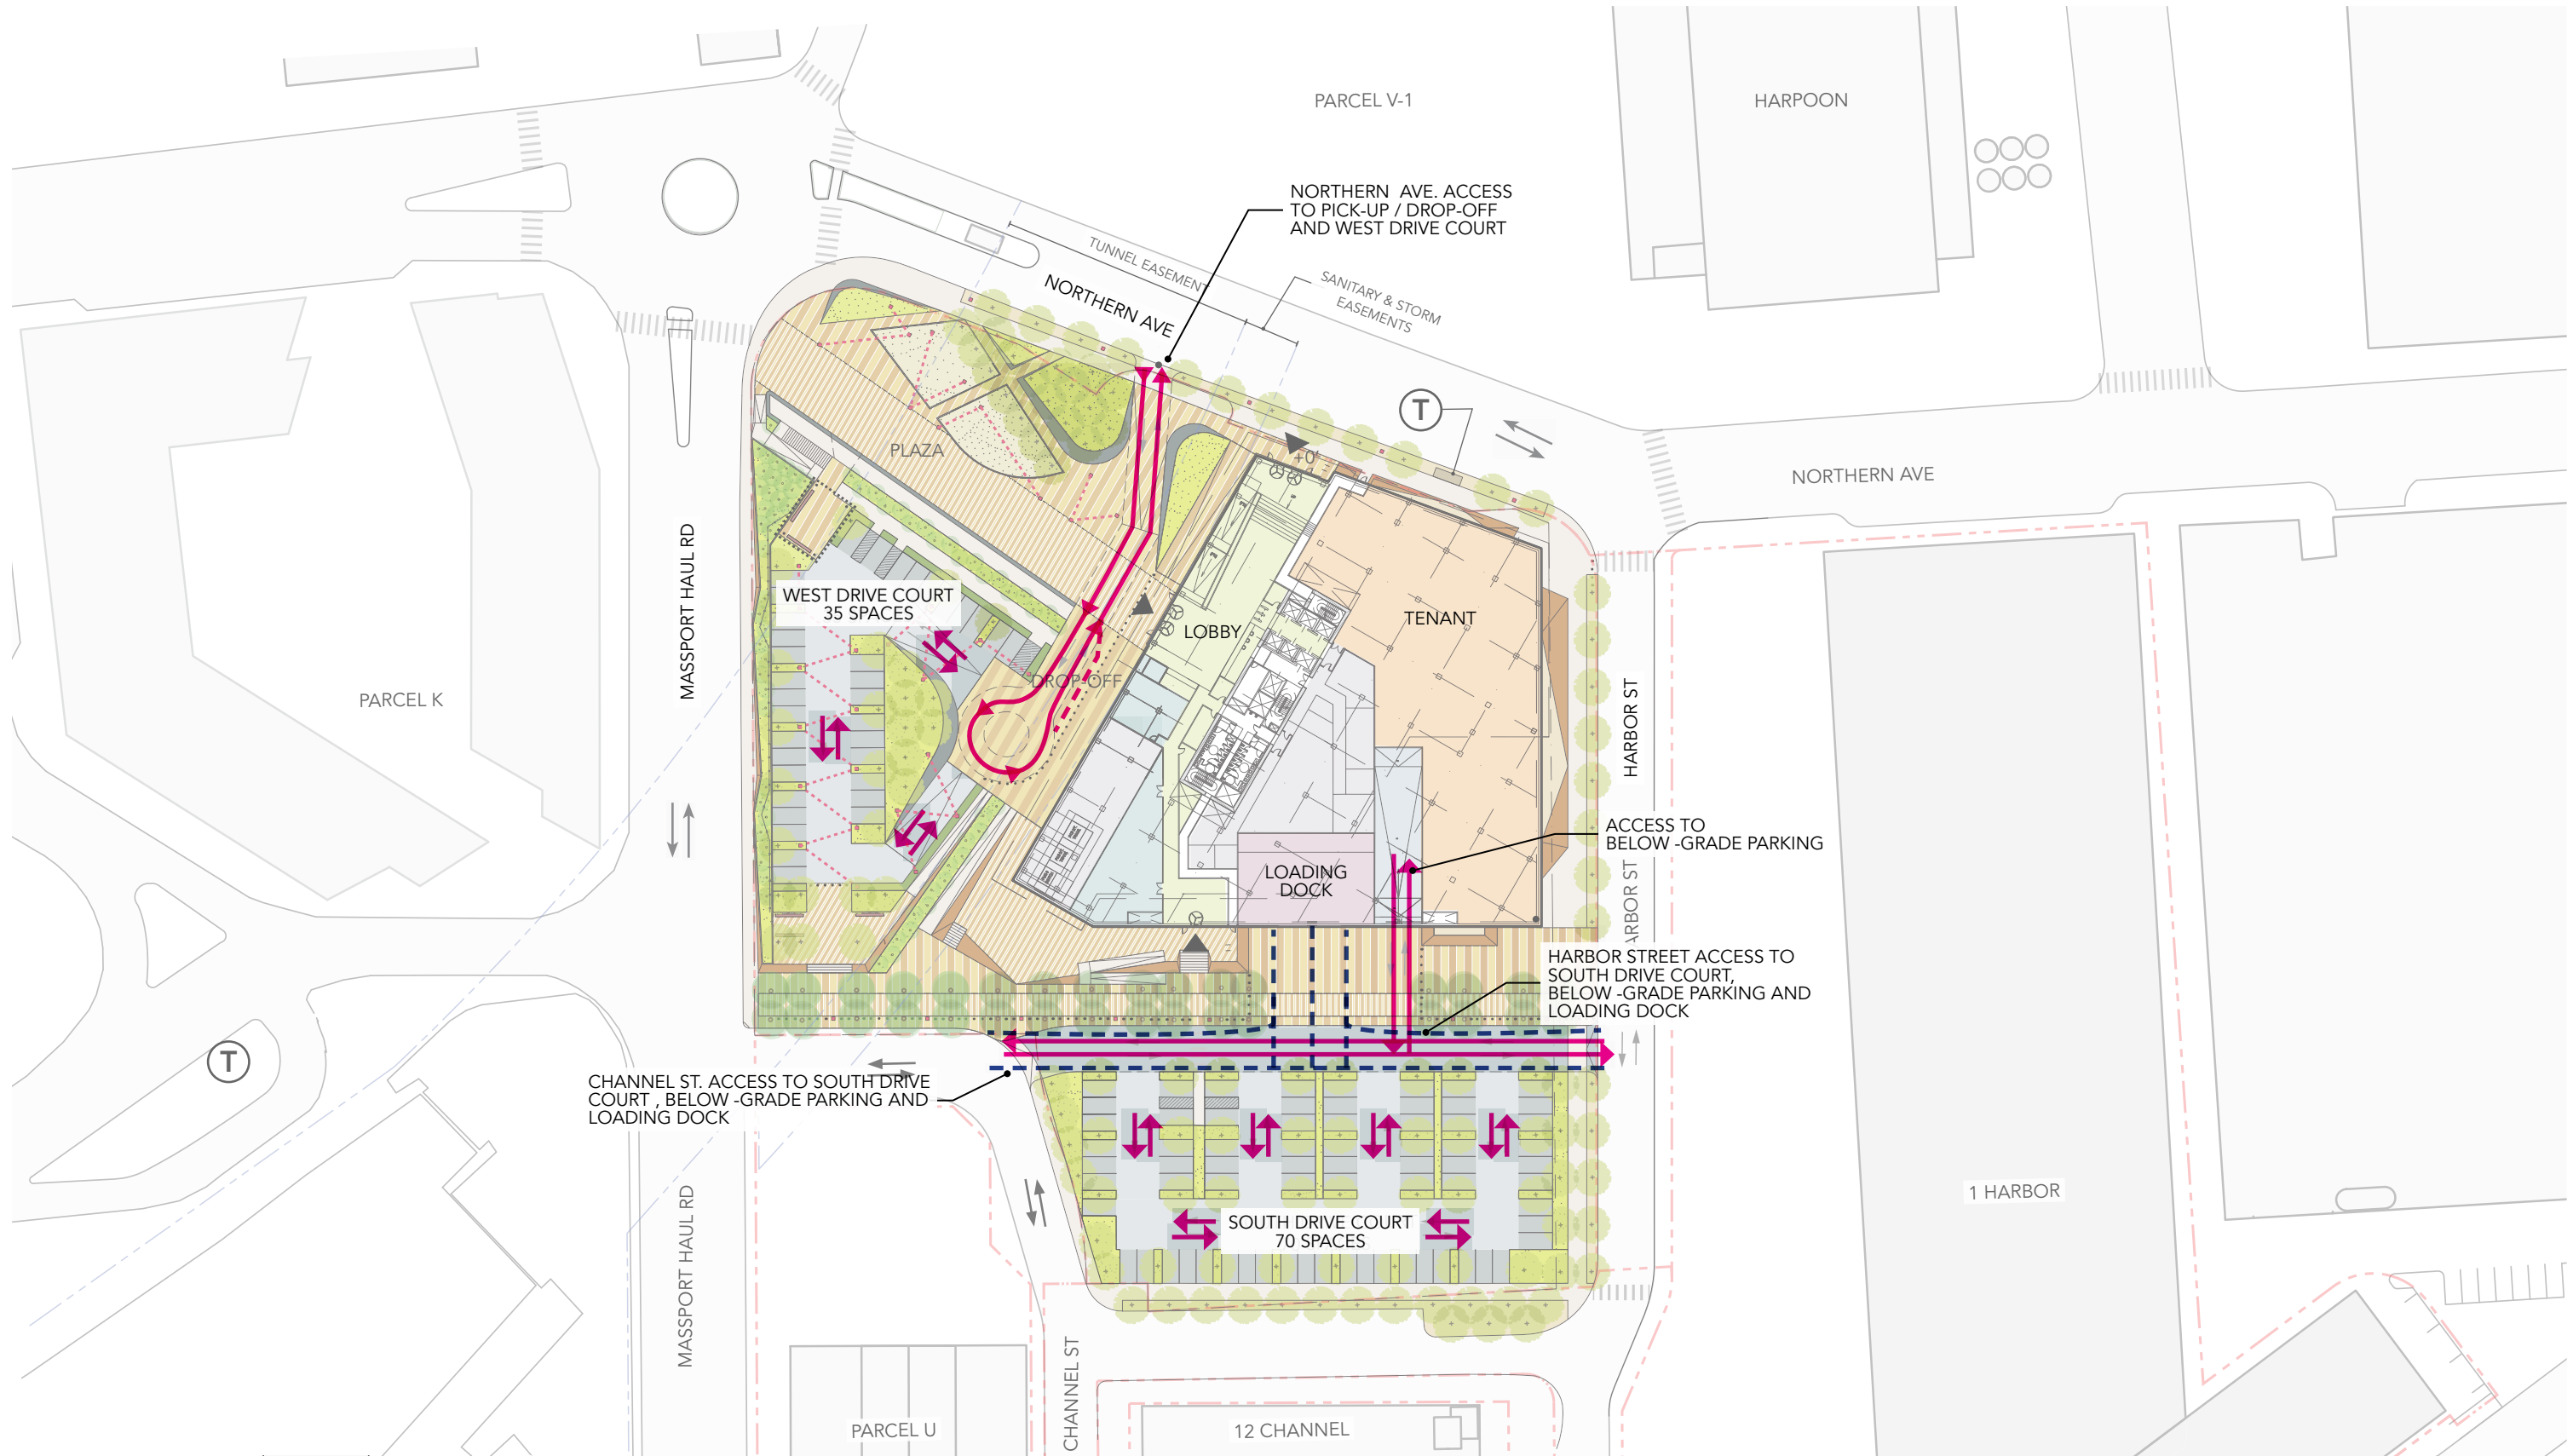 PARCEL V-1
HARPOON
NORTHERN AVE. ACCESS
TO PICK-UP / DROP-OFF
AND WEST DRIVE COURT
TUNNEL EASEMENT
SANITARY & STORM
EASEMENTS
NORTHERN AVE
T
+0'
PLAZA
NORTHERN AVE
MASSPORT HAUL RD
WEST DRIVE COURT
35 SPACES
LOBBY
TENANT
DROP-OFF
PARCEL K
HARBOR ST
ACCESS TO
BELOW -GRADE PARKING
LOADING
DOCK
ARBOR ST
HARBOR STREET ACCESS TO
SOUTH DRIVE COURT,
BELOW -GRADE PARKING AND
LOADING DOCK
T
CHANNEL ST. ACCESS TO SOUTH DRIVE
COURT , BELOW -GRADE PARKING AND
LOADING DOCK
1 HARBOR
SOUTH DRIVE COURT
70 SPACES
MASSPORT HAUL RD
CHANNEL ST
PARCEL U
12 CHANNEL